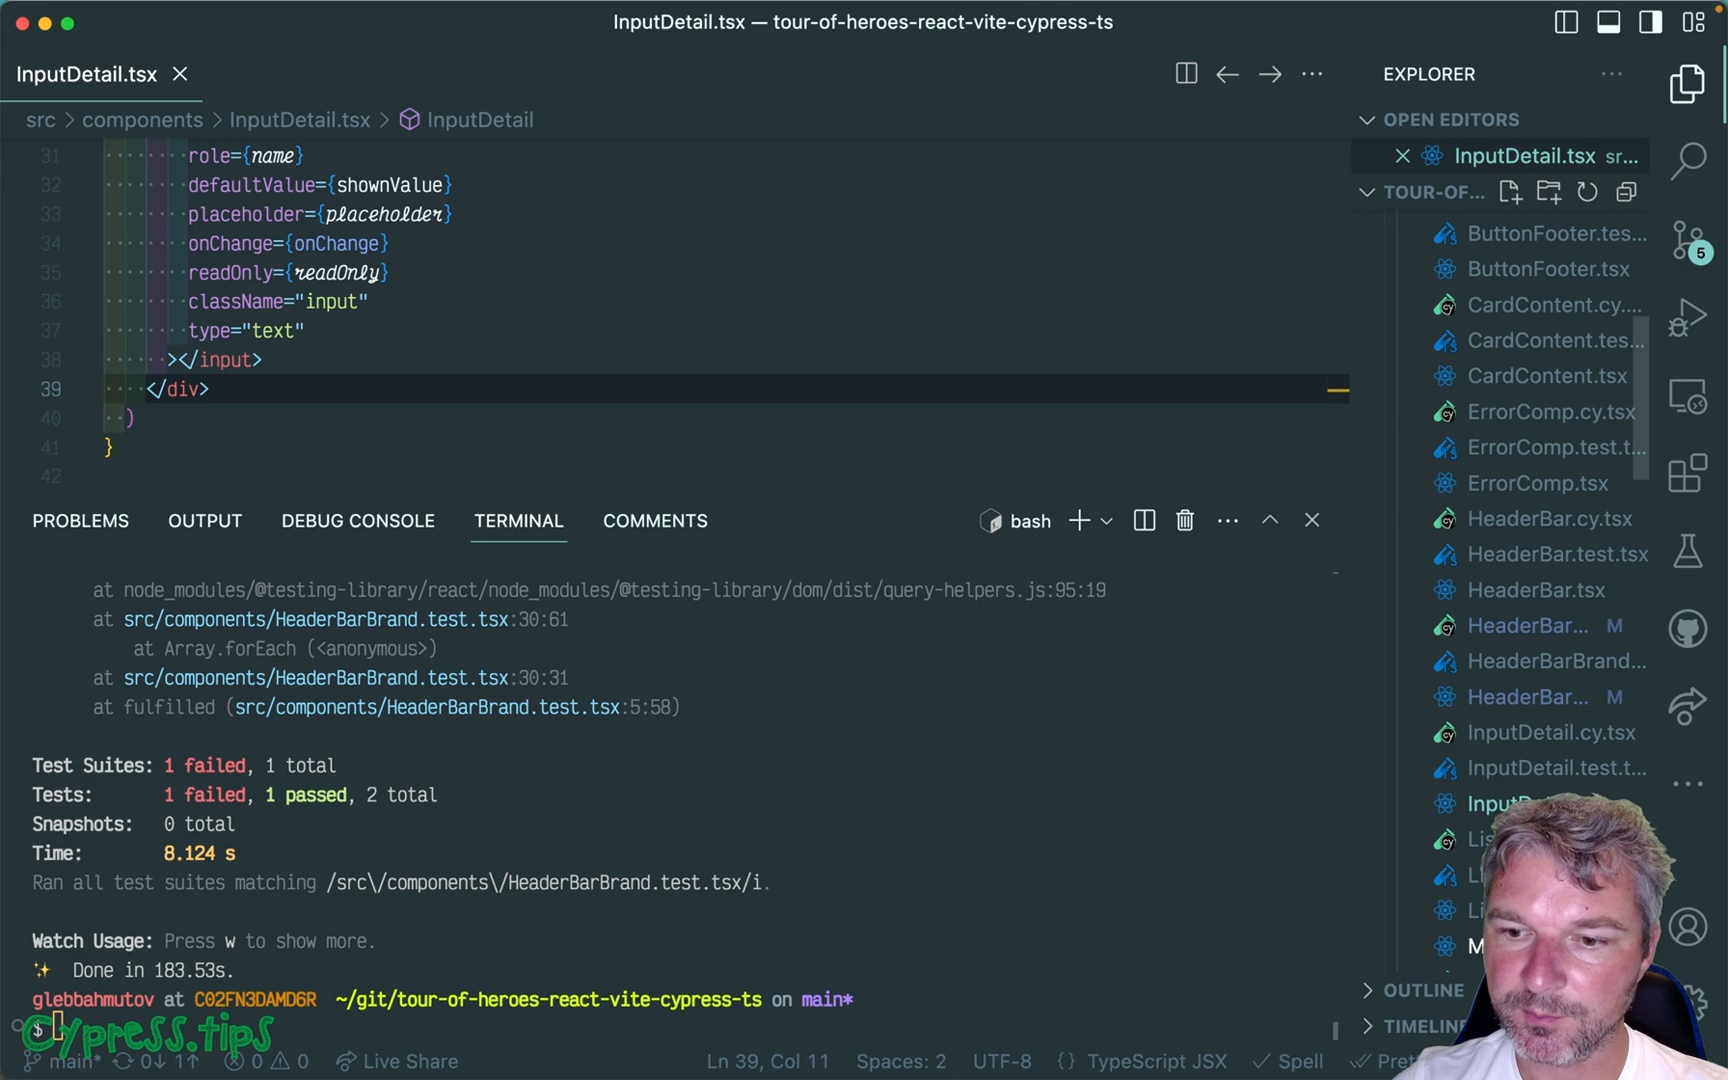 InputDetail.tsx — tour-of-heroes-react-vite-cypress-ts
InputDetail.tsx
src > components > InputDetail.tsx > InputDetail
31 role={name}
32 defaultValue={shownValue}
33 placeholder={placeholder}
34 onChange={onChange}
35 readOnly={readOnly}
36 className="input"
37 type="text"
38 ></input>
39 </div>
40 )
41 }
42
PROBLEMS OUTPUT DEBUG CONSOLE TERMINAL COMMENTS bash
at node_modules/@testing-library/react/node_modules/@testing-library/dom/dist/query-helpers.js:95:19
at src/components/HeaderBarBrand.test.tsx:30:61
at Array.forEach (<anonymous>)
at src/components/HeaderBarBrand.test.tsx:30:31
at fulfilled (src/components/HeaderBarBrand.test.tsx:5:58)
Test Suites: 1 failed, 1 total
Tests: 1 failed, 1 passed, 2 total
Snapshots: 0 total
Time: 8.124 s
Ran all test suites matching /src\/components\/HeaderBarBrand.test.tsx/i.
Watch Usage: Press w to show more.
✨ Done in 183.53s.
glebbahmutov at C02FN3DAMD6R ~/git/tour-of-heroes-react-vite-cypress-ts on main*
$
Cypress.tips
main* 0↓ 1↑ 0 0 Live Share Ln 39, Col 11 Spaces: 2 UTF-8 {} TypeScript JSX Spell
EXPLORER
OPEN EDITORS
InputDetail.tsx sr...
TOUR-OF...
ButtonFooter.tes...
ButtonFooter.tsx
CardContent.cy....
CardContent.tes...
CardContent.tsx
ErrorComp.cy.tsx
ErrorComp.test.t...
ErrorComp.tsx
HeaderBar.cy.tsx
HeaderBar.test.tsx
HeaderBar.tsx
HeaderBar... M
HeaderBarBrand...
HeaderBar... M
InputDetail.cy.tsx
InputDetail.test.t...
OUTLINE
5